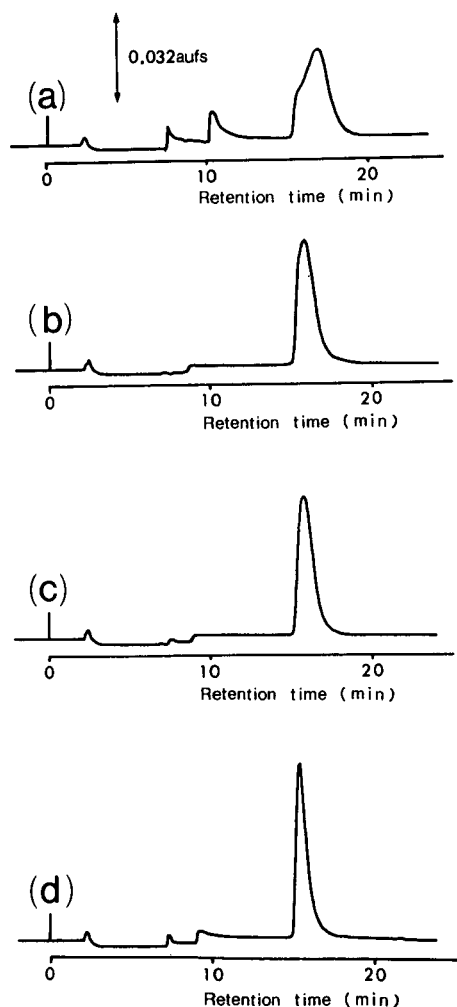 0.032aufs
(a)
0 10 20
Retention time (min)
(b)
0 10 20
Retention time (min)
(c)
0 10 20
Retention time (min)
(d)
0 10 20
Retention time (min)